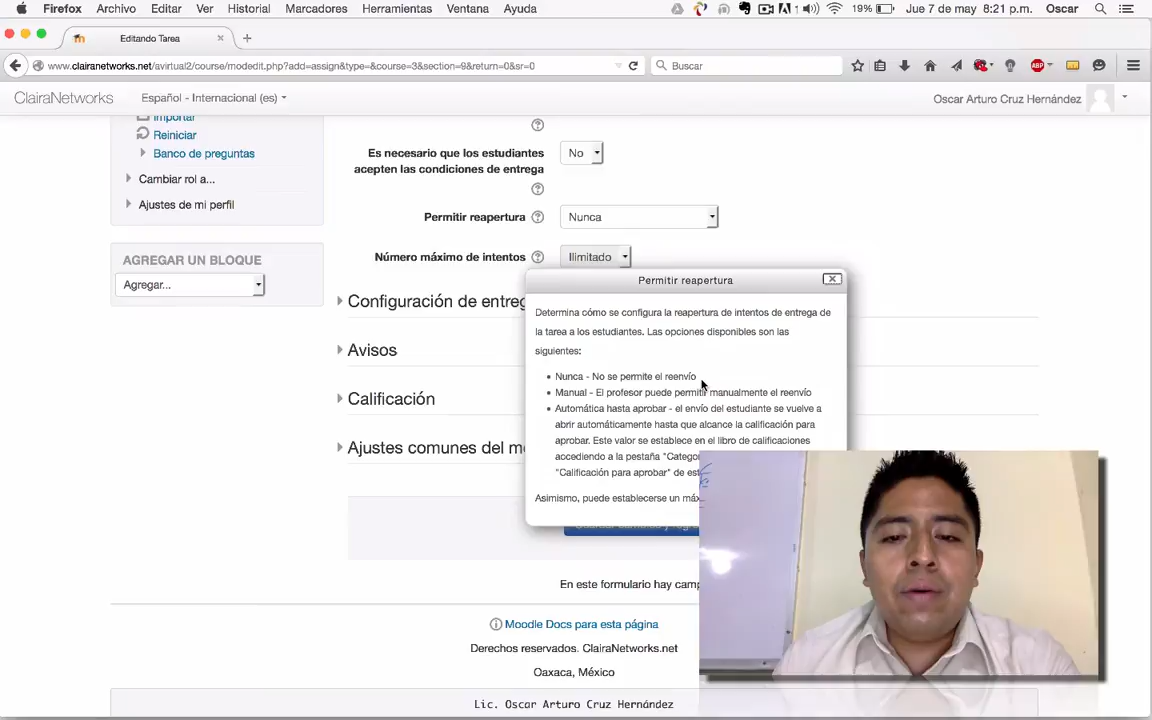 Firefox Archivo Editar Ver Historial Marcadores Herramientas Ventana Ayuda 19% Jue 7 de may 8:21 p.m. Oscar
Editando Tarea
www.clairanetworks.net/avirtual2/course/modedit.php?add=assign&type=&course=3&section=9&return=0&sr=0 Buscar
ClairaNetworks Español - Internacional (es) Oscar Arturo Cruz Hernández
Importar
Reiniciar
Banco de preguntas
Cambiar rol a...
Ajustes de mi perfil
AGREGAR UN BLOQUE
Agregar...
Es necesario que los estudiantes
acepten las condiciones de entrega
No
Permitir reapertura Nunca
Número máximo de intentos Ilimitado
Configuración de entreg
Avisos
Calificación
Ajustes comunes del m
Permitir reapertura
Determina cómo se configura la reapertura de intentos de entrega de
la tarea a los estudiantes. Las opciones disponibles son las
siguientes:
Nunca - No se permite el reenvío
Manual - El profesor puede permitir manualmente el reenvío
Automática hasta aprobar - el envío del estudiante se vuelve a
abrir automáticamente hasta que alcance la calificación para
aprobar. Este valor se establece en el libro de calificaciones
accediendo a la pestaña "Catego
"Calificación para aprobar" de est
Asimismo, puede establecerse un máx
En este formulario hay camp
Moodle Docs para esta página
Derechos reservados. ClairaNetworks.net
Oaxaca, México
Lic. Oscar Arturo Cruz Hernández